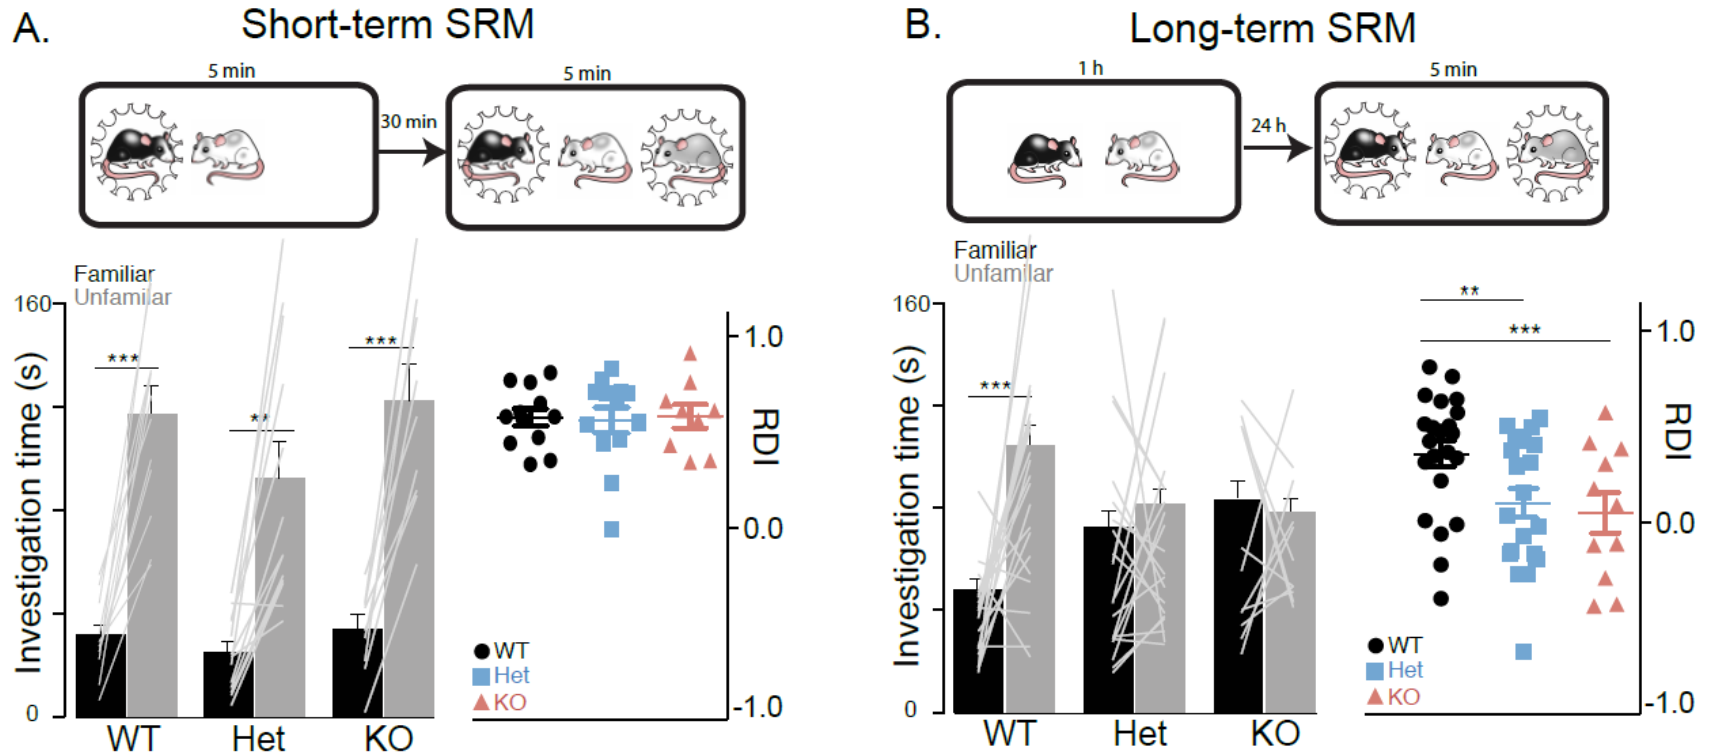 A.
Short-term SRM
5 min
30 min
5 min
Familiar
Unfamilar
160
0
Investigation time (s)
***
**
***
WT
Het
KO
WT
Het
KO
1.0
0.0
-1.0
RDI
B.
Long-term SRM
1 h
24 h
5 min
Familiar
Unfamilar
160
0
Investigation time (s)
***
WT
Het
KO
**
***
WT
Het
KO
1.0
0.0
-1.0
RDI